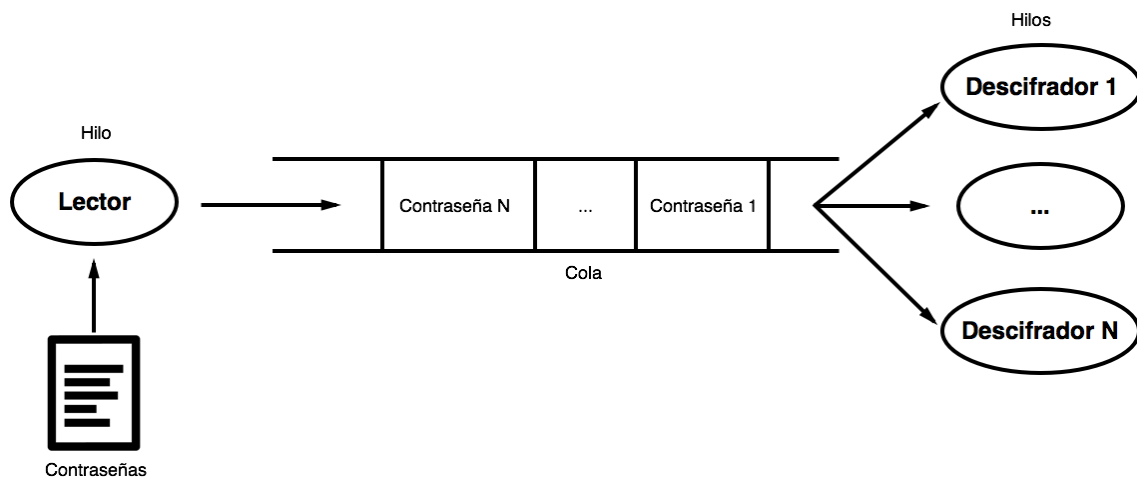 Hilos
Descifrador 1
Hilo
Lector
Contraseña N
...
Contraseña 1
...
Cola
Descifrador N
Contraseñas